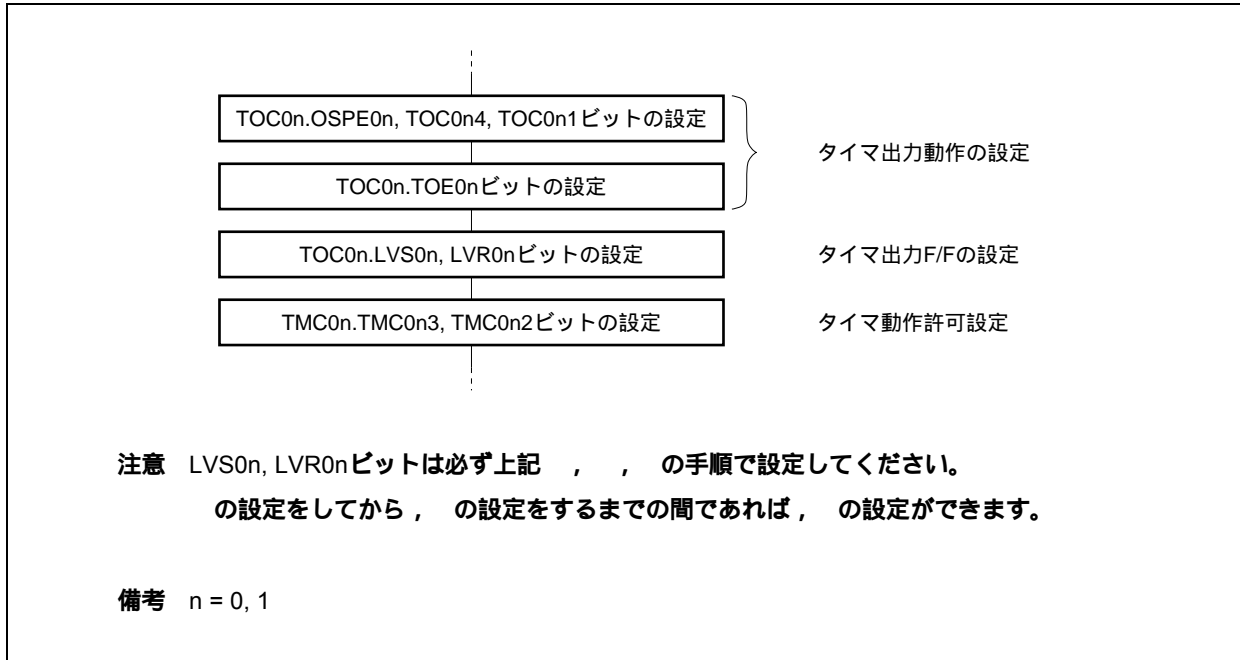 TOC0n.OSPE0n, TOC0n4, TOC0n1ビットの設定
タイマ出力動作の設定
TOC0n.TOE0nビットの設定
TOC0n.LVS0n, LVR0nビットの設定 タイマ出力F/Fの設定
TMC0n.TMC0n3, TMC0n2ビットの設定 タイマ動作許可設定
注意 LVS0n, LVR0nビットは必ず上記 , , の手順で設定してください。
の設定をしてから, の設定をするまでの間であれば, の設定ができます。
備考 n = 0, 1